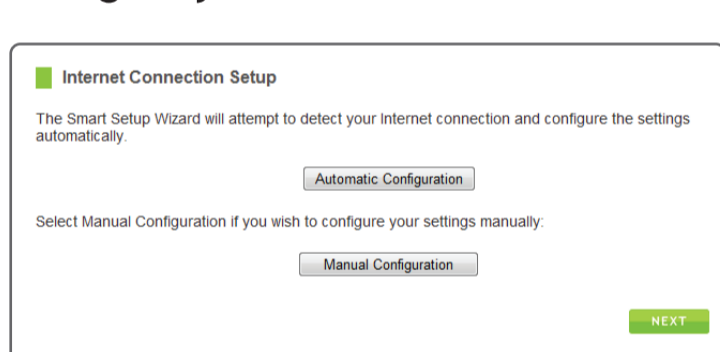 Internet Connection Setup
The Smart Setup Wizard will attempt to detect your Internet connection and configure the settings
automatically.
Automatic Configuration
Select Manual Configuration if you wish to configure your settings manually:
Manual Configuration
NEXT